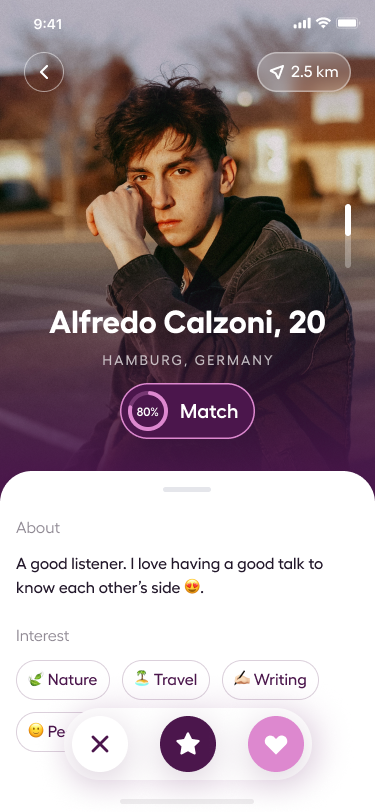 9:41
2.5 km
Alfredo Calzoni, 20
HAMBURG, GERMANY
80% Match
About
A good listener. I love having a good talk to
know each other's side 😍.
Interest
🌿 Nature
🏝️ Travel
✍🏻 Writing
🙂 Pe